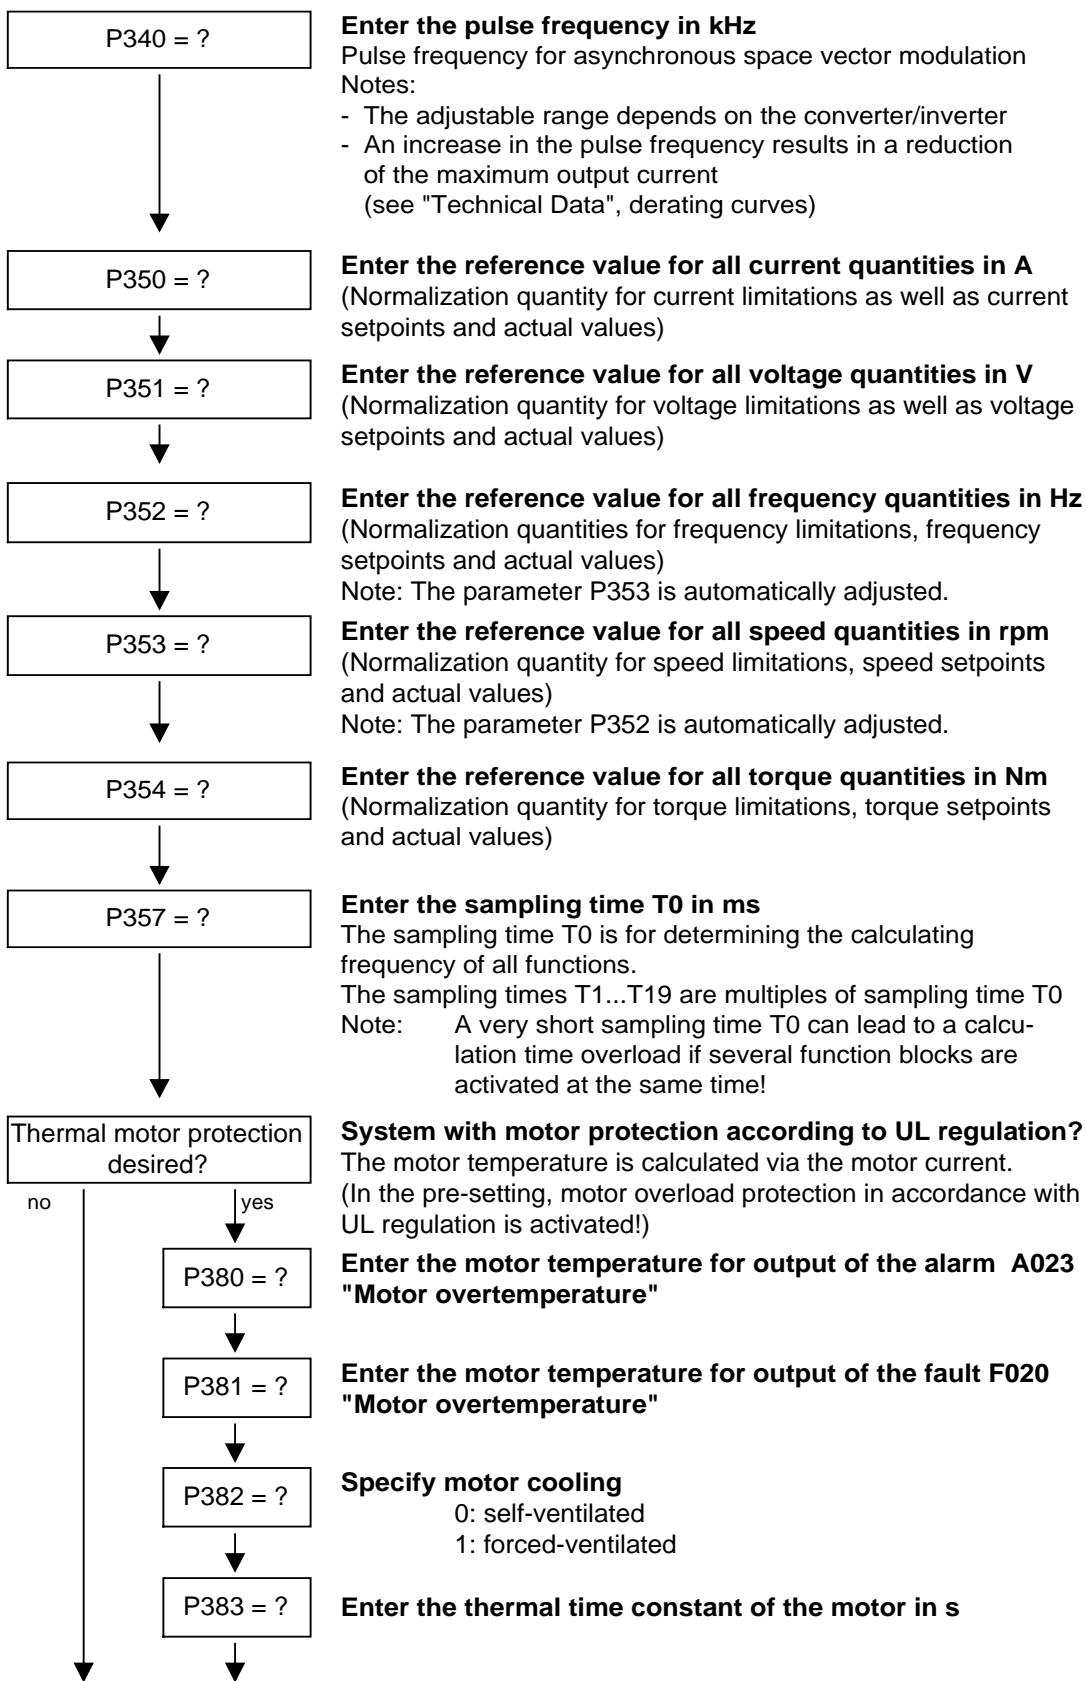 P340 = ?
Enter the pulse frequency in kHz
Pulse frequency for asynchronous space vector modulation
Notes:
- The adjustable range depends on the converter/inverter
- An increase in the pulse frequency results in a reduction
of the maximum output current
(see "Technical Data", derating curves)
P350 = ?
Enter the reference value for all current quantities in A
(Normalization quantity for current limitations as well as current
setpoints and actual values)
P351 = ?
Enter the reference value for all voltage quantities in V
(Normalization quantity for voltage limitations as well as voltage
setpoints and actual values)
P352 = ?
Enter the reference value for all frequency quantities in Hz
(Normalization quantities for frequency limitations, frequency
setpoints and actual values)
Note: The parameter P353 is automatically adjusted.
P353 = ?
Enter the reference value for all speed quantities in rpm
(Normalization quantity for speed limitations, speed setpoints
and actual values)
Note: The parameter P352 is automatically adjusted.
P354 = ?
Enter the reference value for all torque quantities in Nm
(Normalization quantity for torque limitations, torque setpoints
and actual values)
P357 = ?
Enter the sampling time T0 in ms
The sampling time T0 is for determining the calculating
frequency of all functions.
The sampling times T1...T19 are multiples of sampling time T0
Note: A very short sampling time T0 can lead to a calcu-
lation time overload if several function blocks are
activated at the same time!
Thermal motor protection
desired?
no
yes
System with motor protection according to UL regulation?
The motor temperature is calculated via the motor current.
(In the pre-setting, motor overload protection in accordance with
UL regulation is activated!)
P380 = ?
Enter the motor temperature for output of the alarm A023
"Motor overtemperature"
P381 = ?
Enter the motor temperature for output of the fault F020
"Motor overtemperature"
P382 = ?
Specify motor cooling
0: self-ventilated
1: forced-ventilated
P383 = ?
Enter the thermal time constant of the motor in s